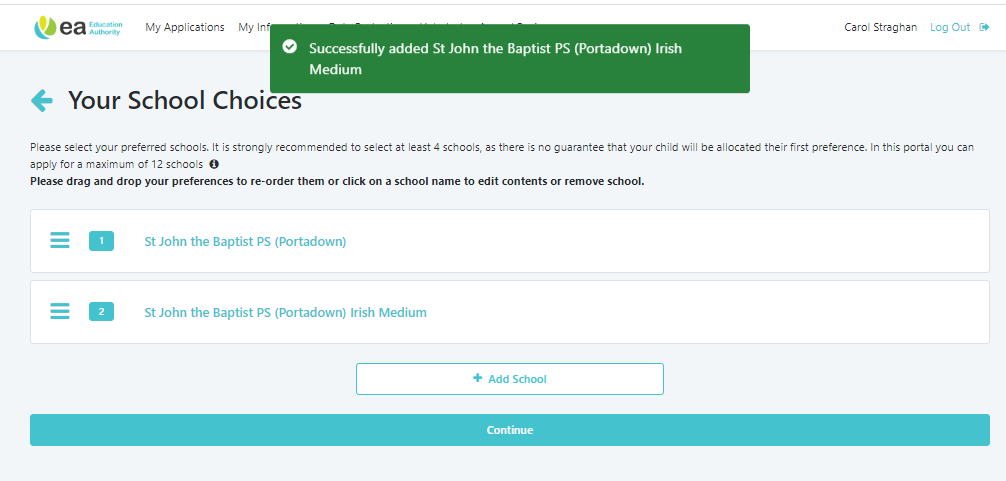 ea Education Authority
My Applications
Carol Straghan
Log Out
Successfully added St John the Baptist PS (Portadown) Irish
Medium
Your School Choices
Please select your preferred schools. It is strongly recommended to select at least 4 schools, as there is no guarantee that your child will be allocated their first preference. In this portal you can
apply for a maximum of 12 schools
Please drag and drop your preferences to re-order them or click on a school name to edit contents or remove school.
1 St John the Baptist PS (Portadown)
2 St John the Baptist PS (Portadown) Irish Medium
+ Add School
Continue